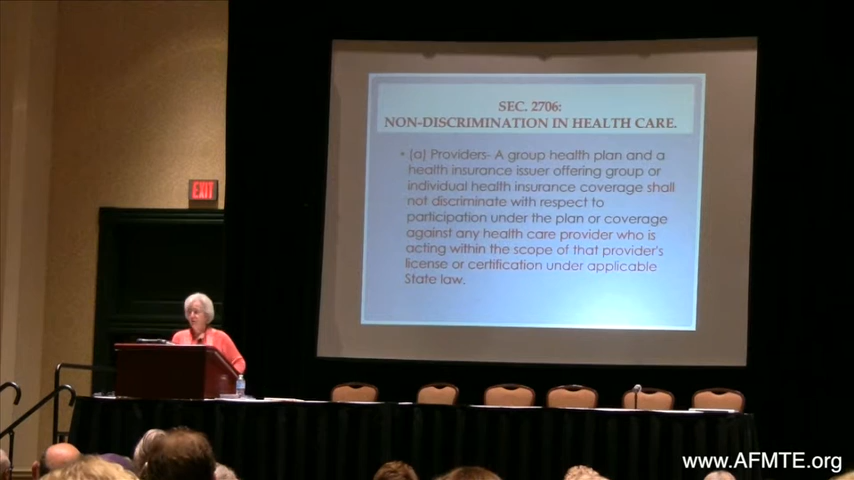 SEC. 2706:
NON-DISCRIMINATION IN HEALTH CARE.
• (a) Providers- A group health plan and a
health insurance issuer offering group or
individual health insurance coverage shall
not discriminate with respect to
participation under the plan or coverage
against any health care provider who is
acting within the scope of that provider's
license or certification under applicable
State law.
EXIT
www.AFMTE.org